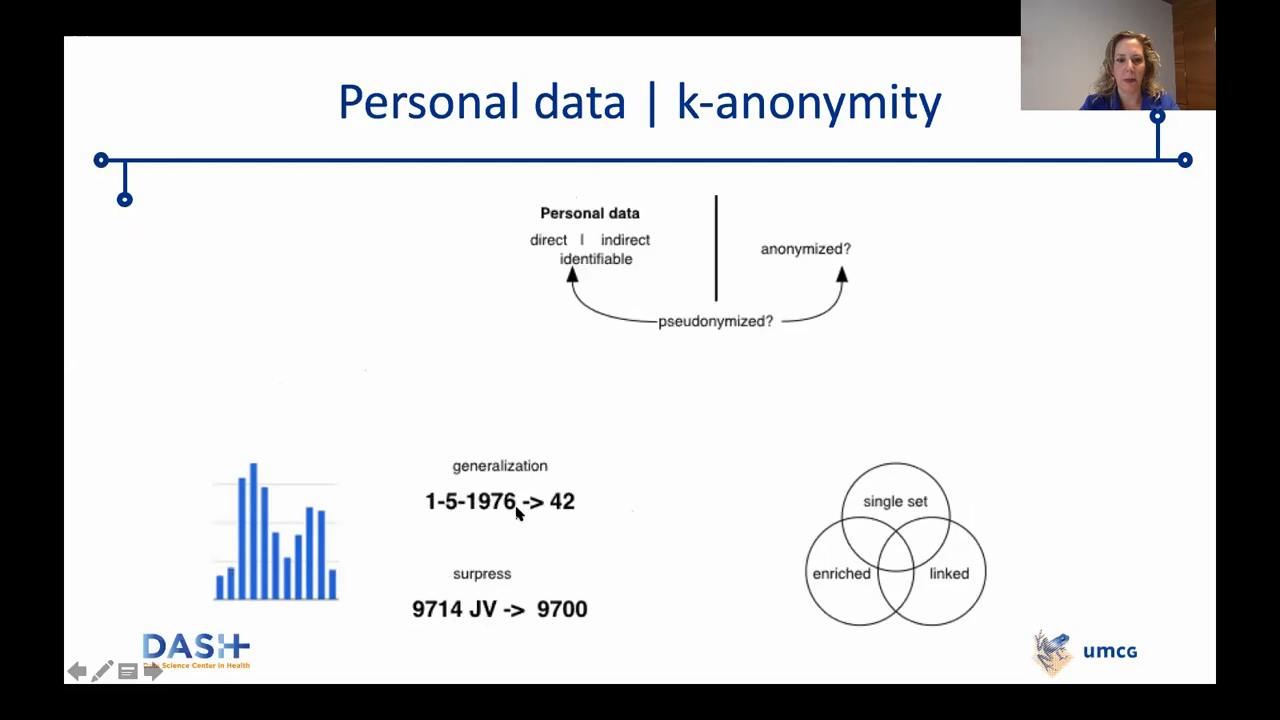 Personal data | k-anonymity
Personal data
direct | indirect
identifiable
anonymized?
pseudonymized?
generalization
1-5-1976 -> 42
surpress
9714 JV -> 9700
single set
enriched
linked
DASH
Data Science Center in Health
umcg